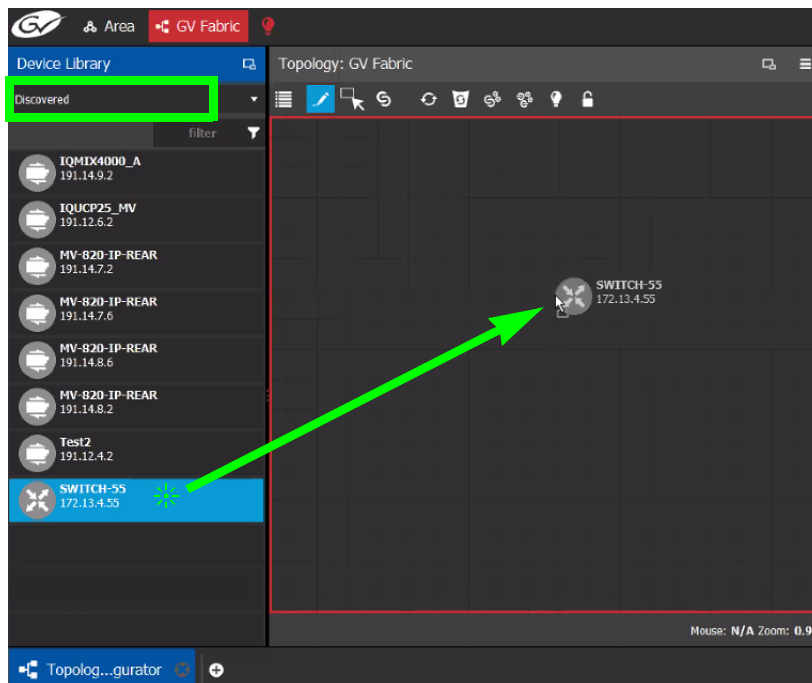 GV
Area
GV Fabric
Device Library
Topology: GV Fabric
Discovered
filter
IQMIX4000_A
191.14.9.2
IQUCP25_MV
191.12.6.2
MV-820-IP-REAR
191.14.7.2
MV-820-IP-REAR
191.14.7.6
MV-820-IP-REAR
191.14.8.6
MV-820-IP-REAR
191.14.8.2
Test2
191.12.4.2
SWITCH-55
172.13.4.55
SWITCH-55
172.13.4.55
Mouse: N/A Zoom: 0.9
Topolog...gurator